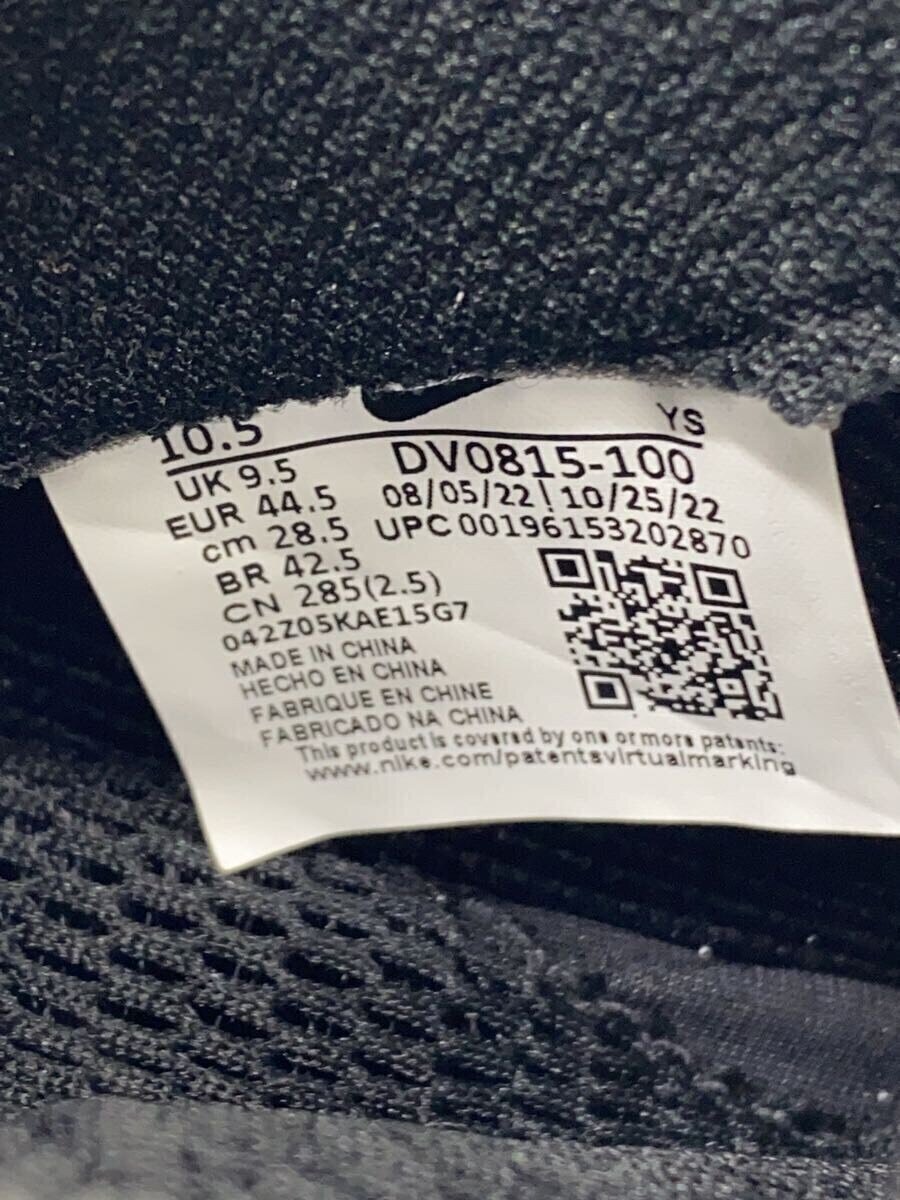 10.5 YS
UK 9.5 DV0815-100
EUR 44.5 08/05/22 | 10/25/22
cm 28.5 UPC 00196153202870
BR 42.5
CN 285(2.5)
042Z05KAE15G7
MADE IN CHINA
HECHO EN CHINA
FABRIQUE EN CHINE
FABRICADO NA CHINA
This product is covered by one or more patents:
www.nike.com/patentsvirtualmarking